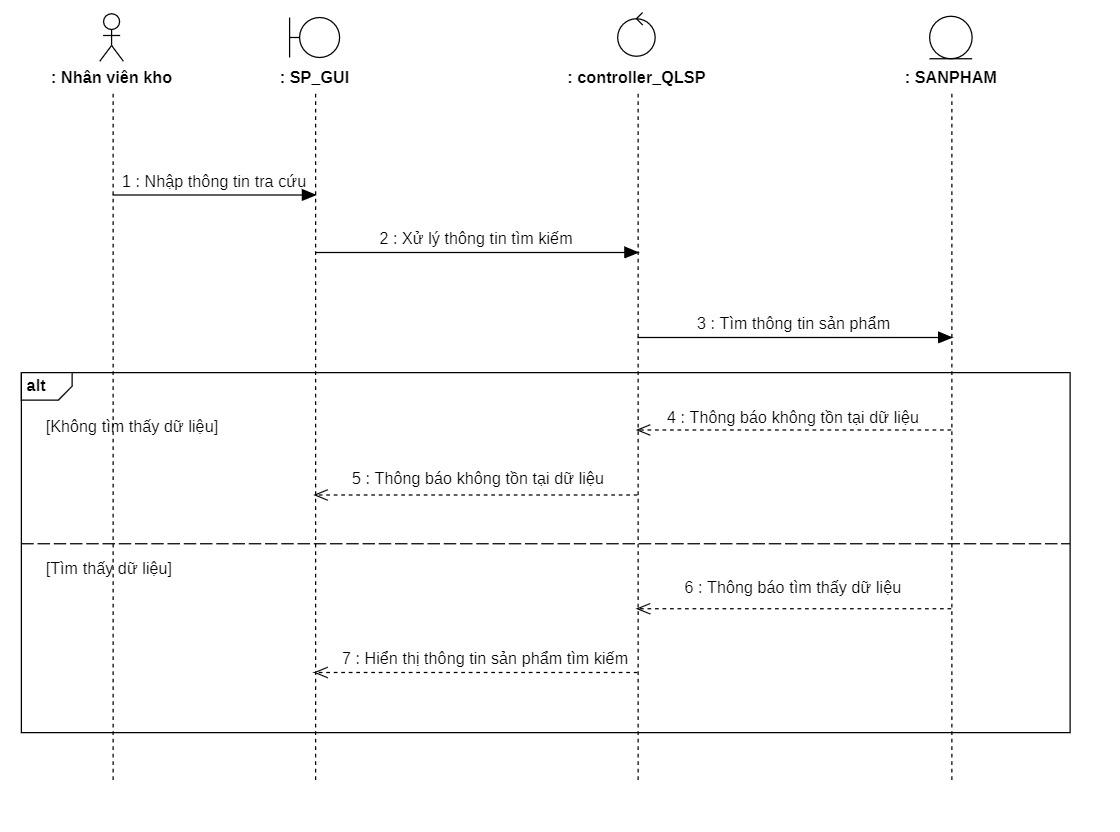 : Nhân viên kho
: SP_GUI
: controller_QLSP
: SANPHAM
1 : Nhập thông tin tra cứu
2 : Xử lý thông tin tìm kiếm
3 : Tìm thông tin sản phẩm
alt
[Không tìm thấy dữ liệu]
4 : Thông báo không tồn tại dữ liệu
5 : Thông báo không tồn tại dữ liệu
[Tìm thấy dữ liệu]
6 : Thông báo tìm thấy dữ liệu
7 : Hiển thị thông tin sản phẩm tìm kiếm